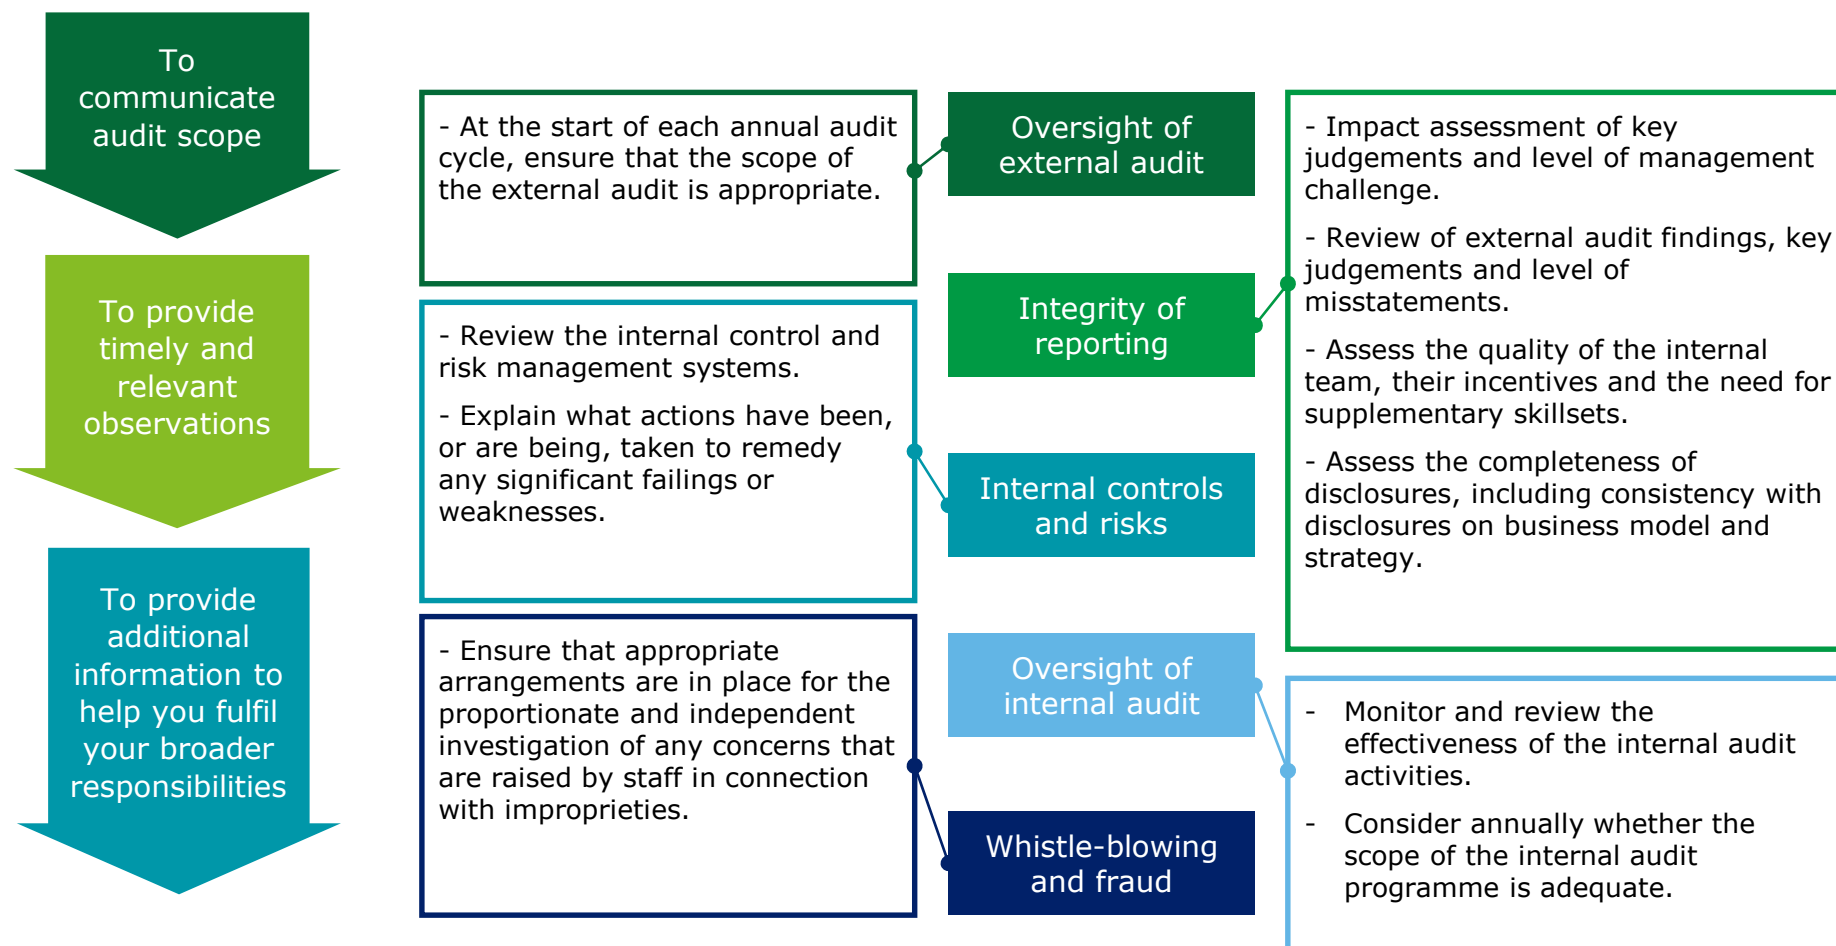 To
communicate
audit scope
To provide
timely and
relevant
observations
To provide
additional
information to
help you fulfil
your broader
responsibilities
- At the start of each annual audit
cycle, ensure that the scope of
the external audit is appropriate.
- Review the internal control and
risk management systems.
- Explain what actions have been,
or are being, taken to remedy
any significant failings or
weaknesses.
- Ensure that appropriate
arrangements are in place for the
proportionate and independent
investigation of any concerns that
are raised by staff in connection
with improprieties.
Oversight of
external audit
Integrity of
reporting
Internal controls
and risks
Oversight of
internal audit
Whistle-blowing
and fraud
- Impact assessment of key
judgements and level of management
challenge.
- Review of external audit findings, key
judgements and level of
misstatements.
- Assess the quality of the internal
team, their incentives and the need for
supplementary skillsets.
- Assess the completeness of
disclosures, including consistency with
disclosures on business model and
strategy.
- Monitor and review the
effectiveness of the internal audit
activities.
- Consider annually whether the
scope of the internal audit
programme is adequate.